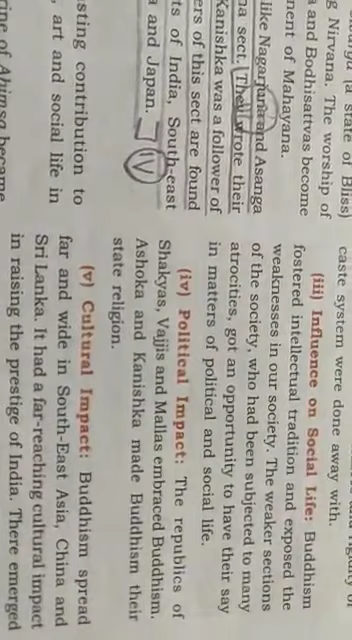 (a state of Bliss)
g Nirvana. The worship of
a and Bodhisattvas become
nent of Mahayana.
like Nagarjuna and Asanga
na sect. They wrote their
Kanishka was a follower of
ers of this sect are found
ts of India, South-east
a and Japan.
IV
sting contribution to
, art and social life in
of Ahimsa became
caste system were done away with.
(iii) Influence on Social Life: Buddhism
fostered intellectual tradition and exposed the
weaknesses in our society. The weaker sections
of the society, who had been subjected to many
atrocities, got an opportunity to have their say
in matters of political and social life.
(iv) Political Impact: The republics of
Shakyas, Vajjis and Mallas embraced Buddhism.
Ashoka and Kanishka made Buddhism their
state religion.
(v) Cultural Impact: Buddhism spread
far and wide in South-East Asia, China and
Sri Lanka. It had a far-reaching cultural impact
in raising the prestige of India. There emerged